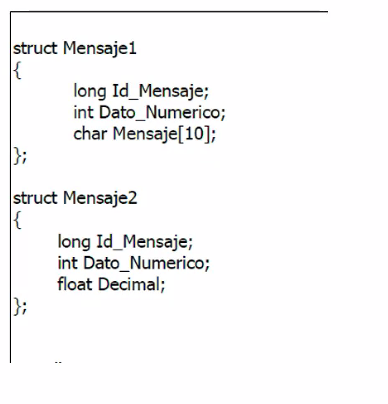 struct Mensaje1
{
long Id_Mensaje;
int Dato_Numerico;
char Mensaje[10];
};
struct Mensaje2
{
long Id_Mensaje;
int Dato_Numerico;
float Decimal;
};